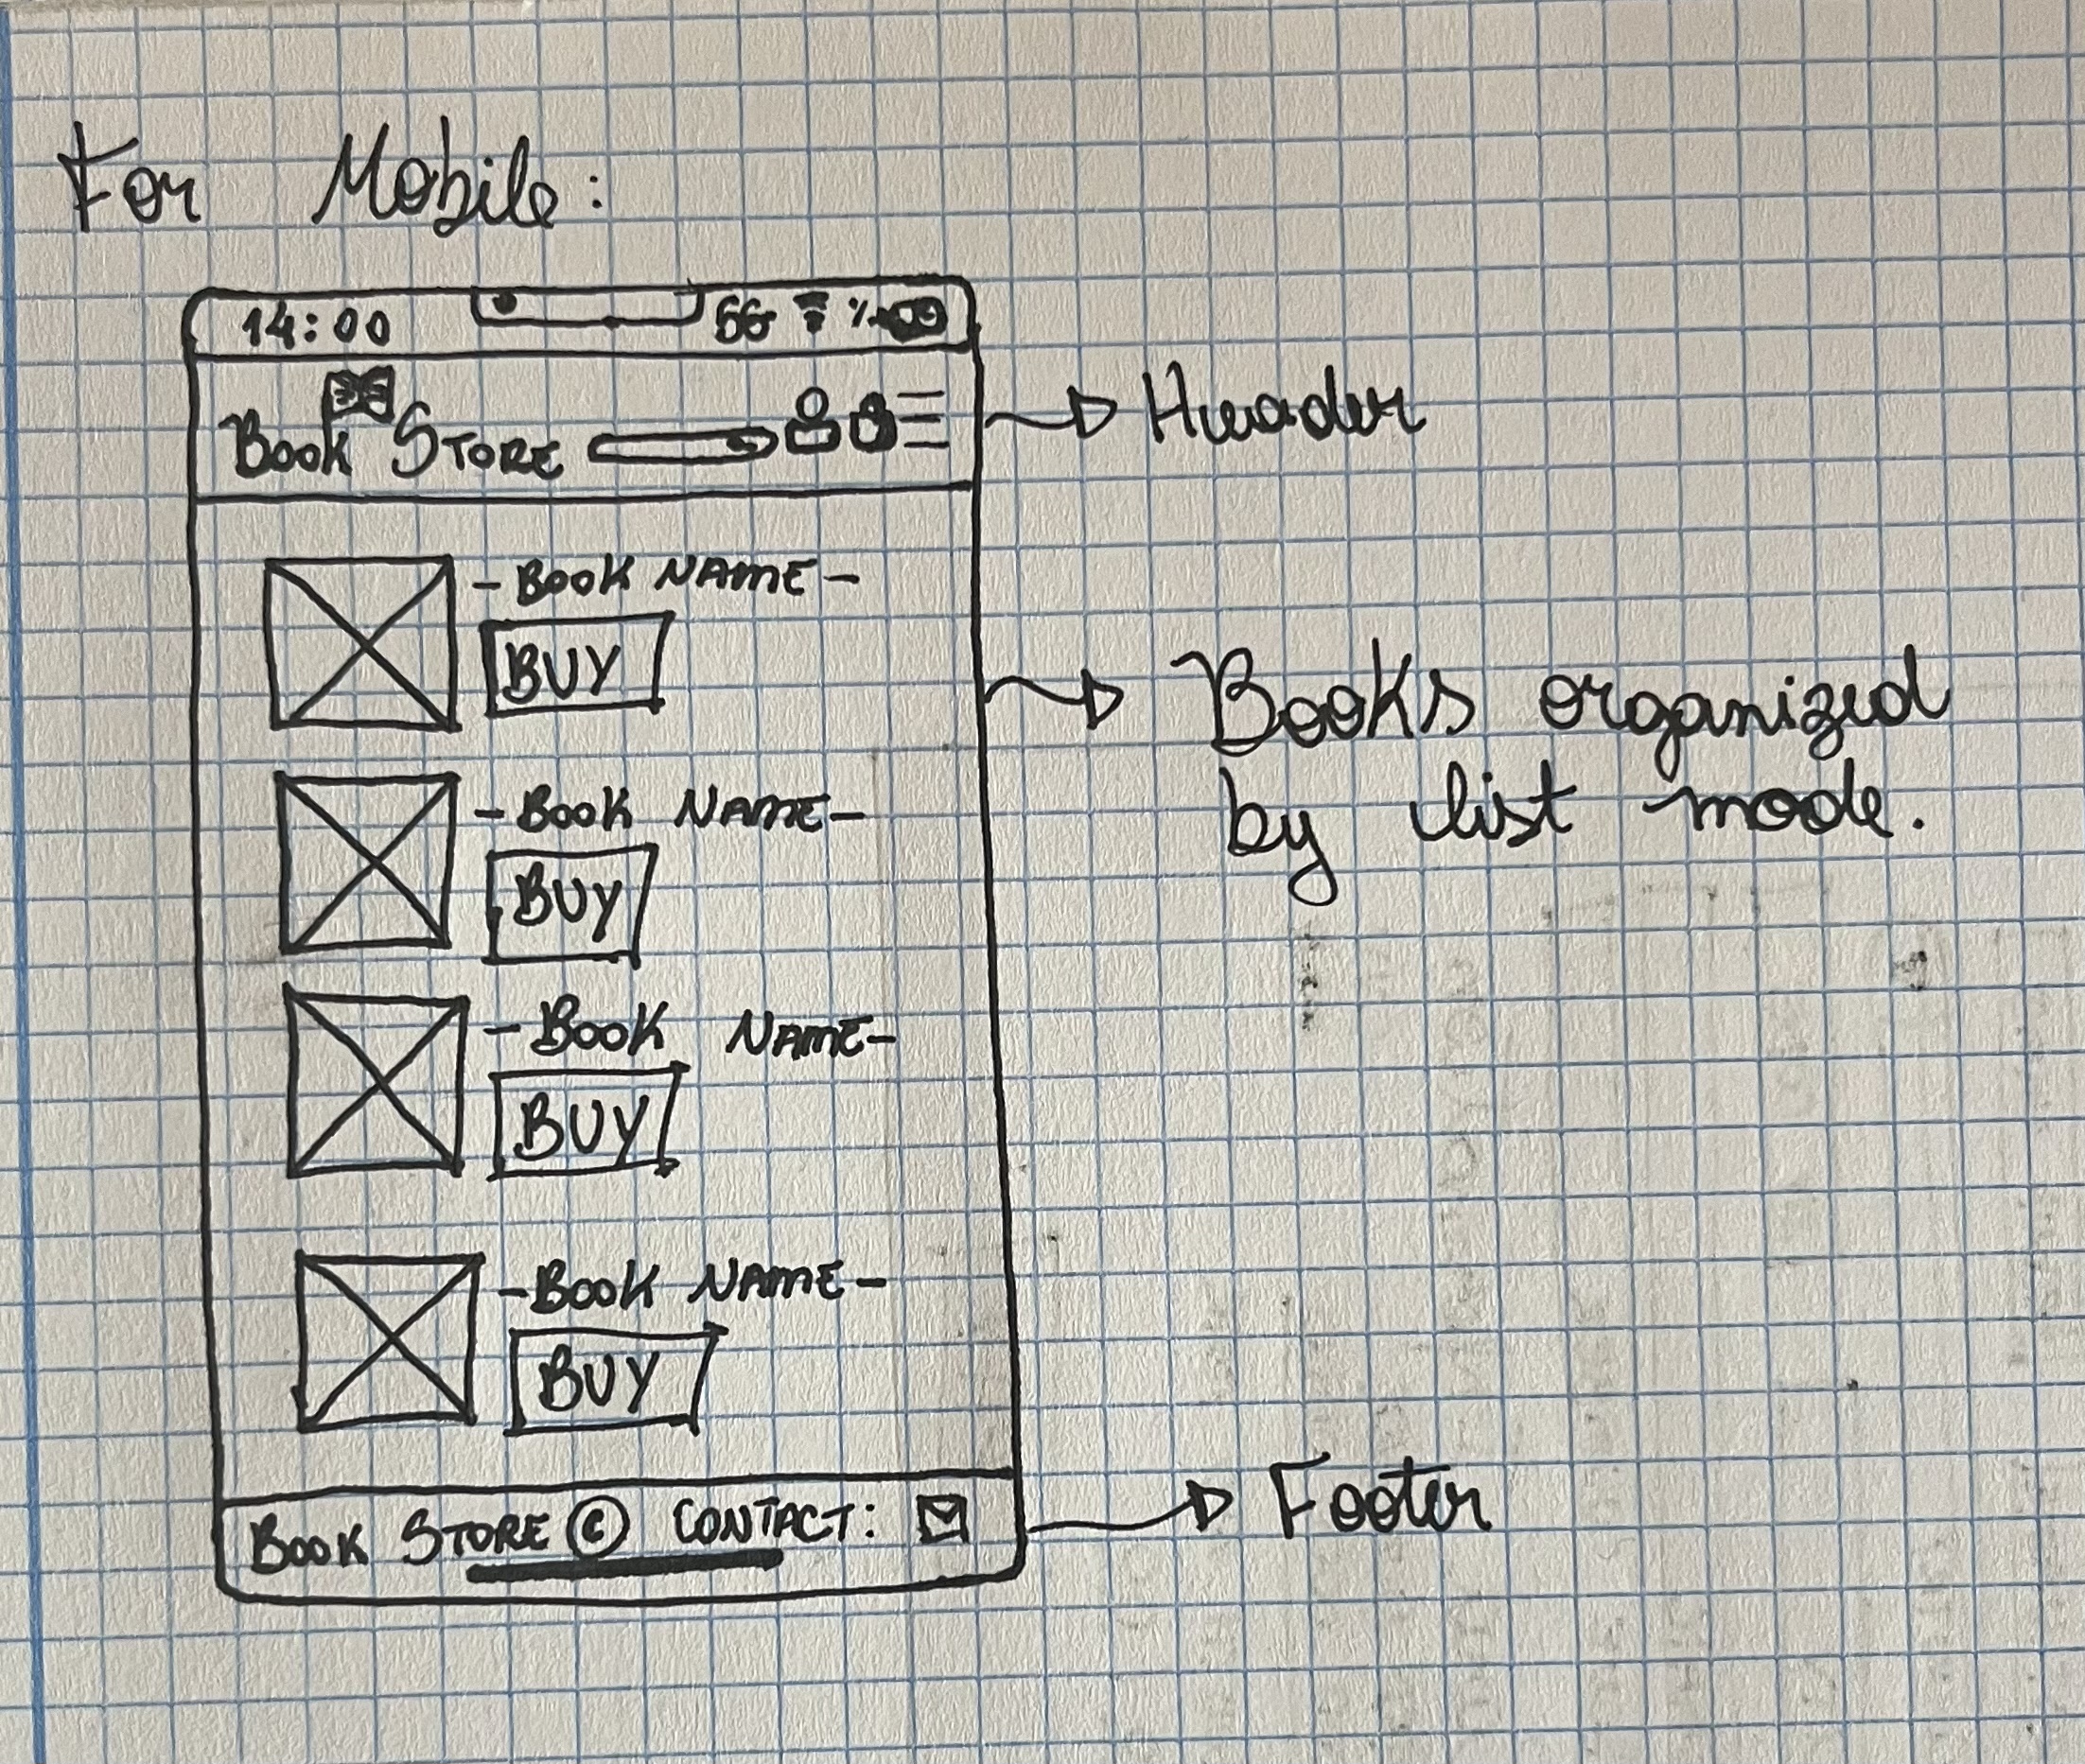 For Mobile:
14:00 5G %
Book Store
Header
- Book Name -
BUY
Books organized
by list mode.
- Book Name -
BUY
- Book Name -
BUY
- Book Name -
BUY
Book Store © Contact:
Footer